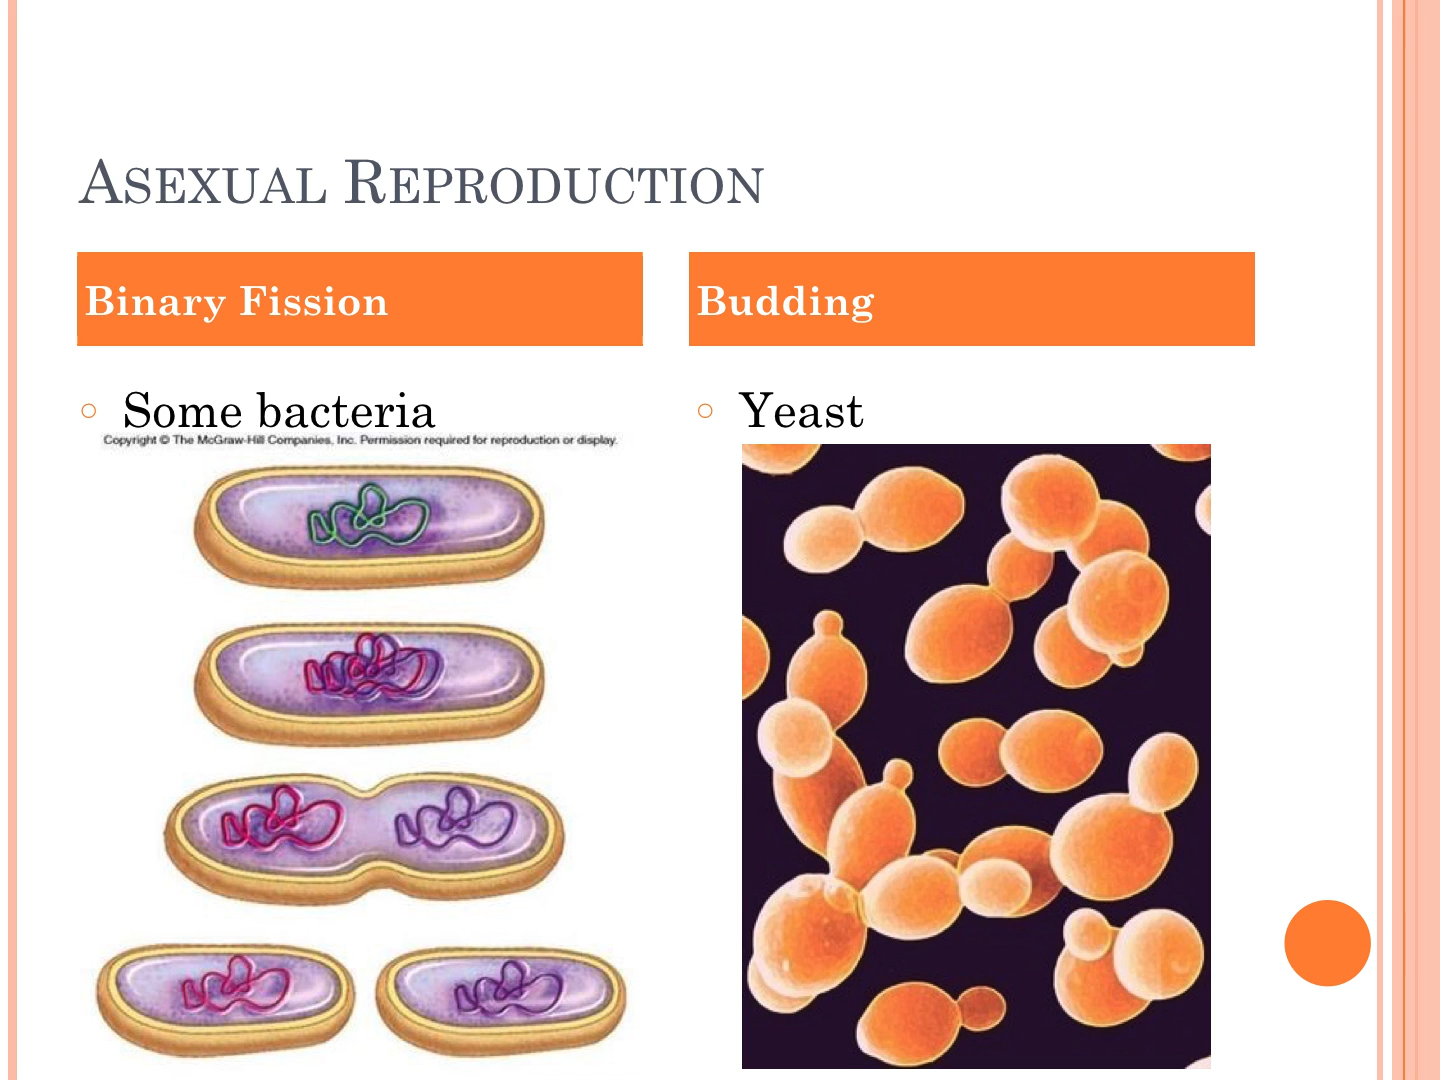 Asexual Reproduction
Binary Fission
Some bacteria
Copyright © The McGraw-Hill Companies, Inc. Permission required for reproduction or display.
Budding
Yeast